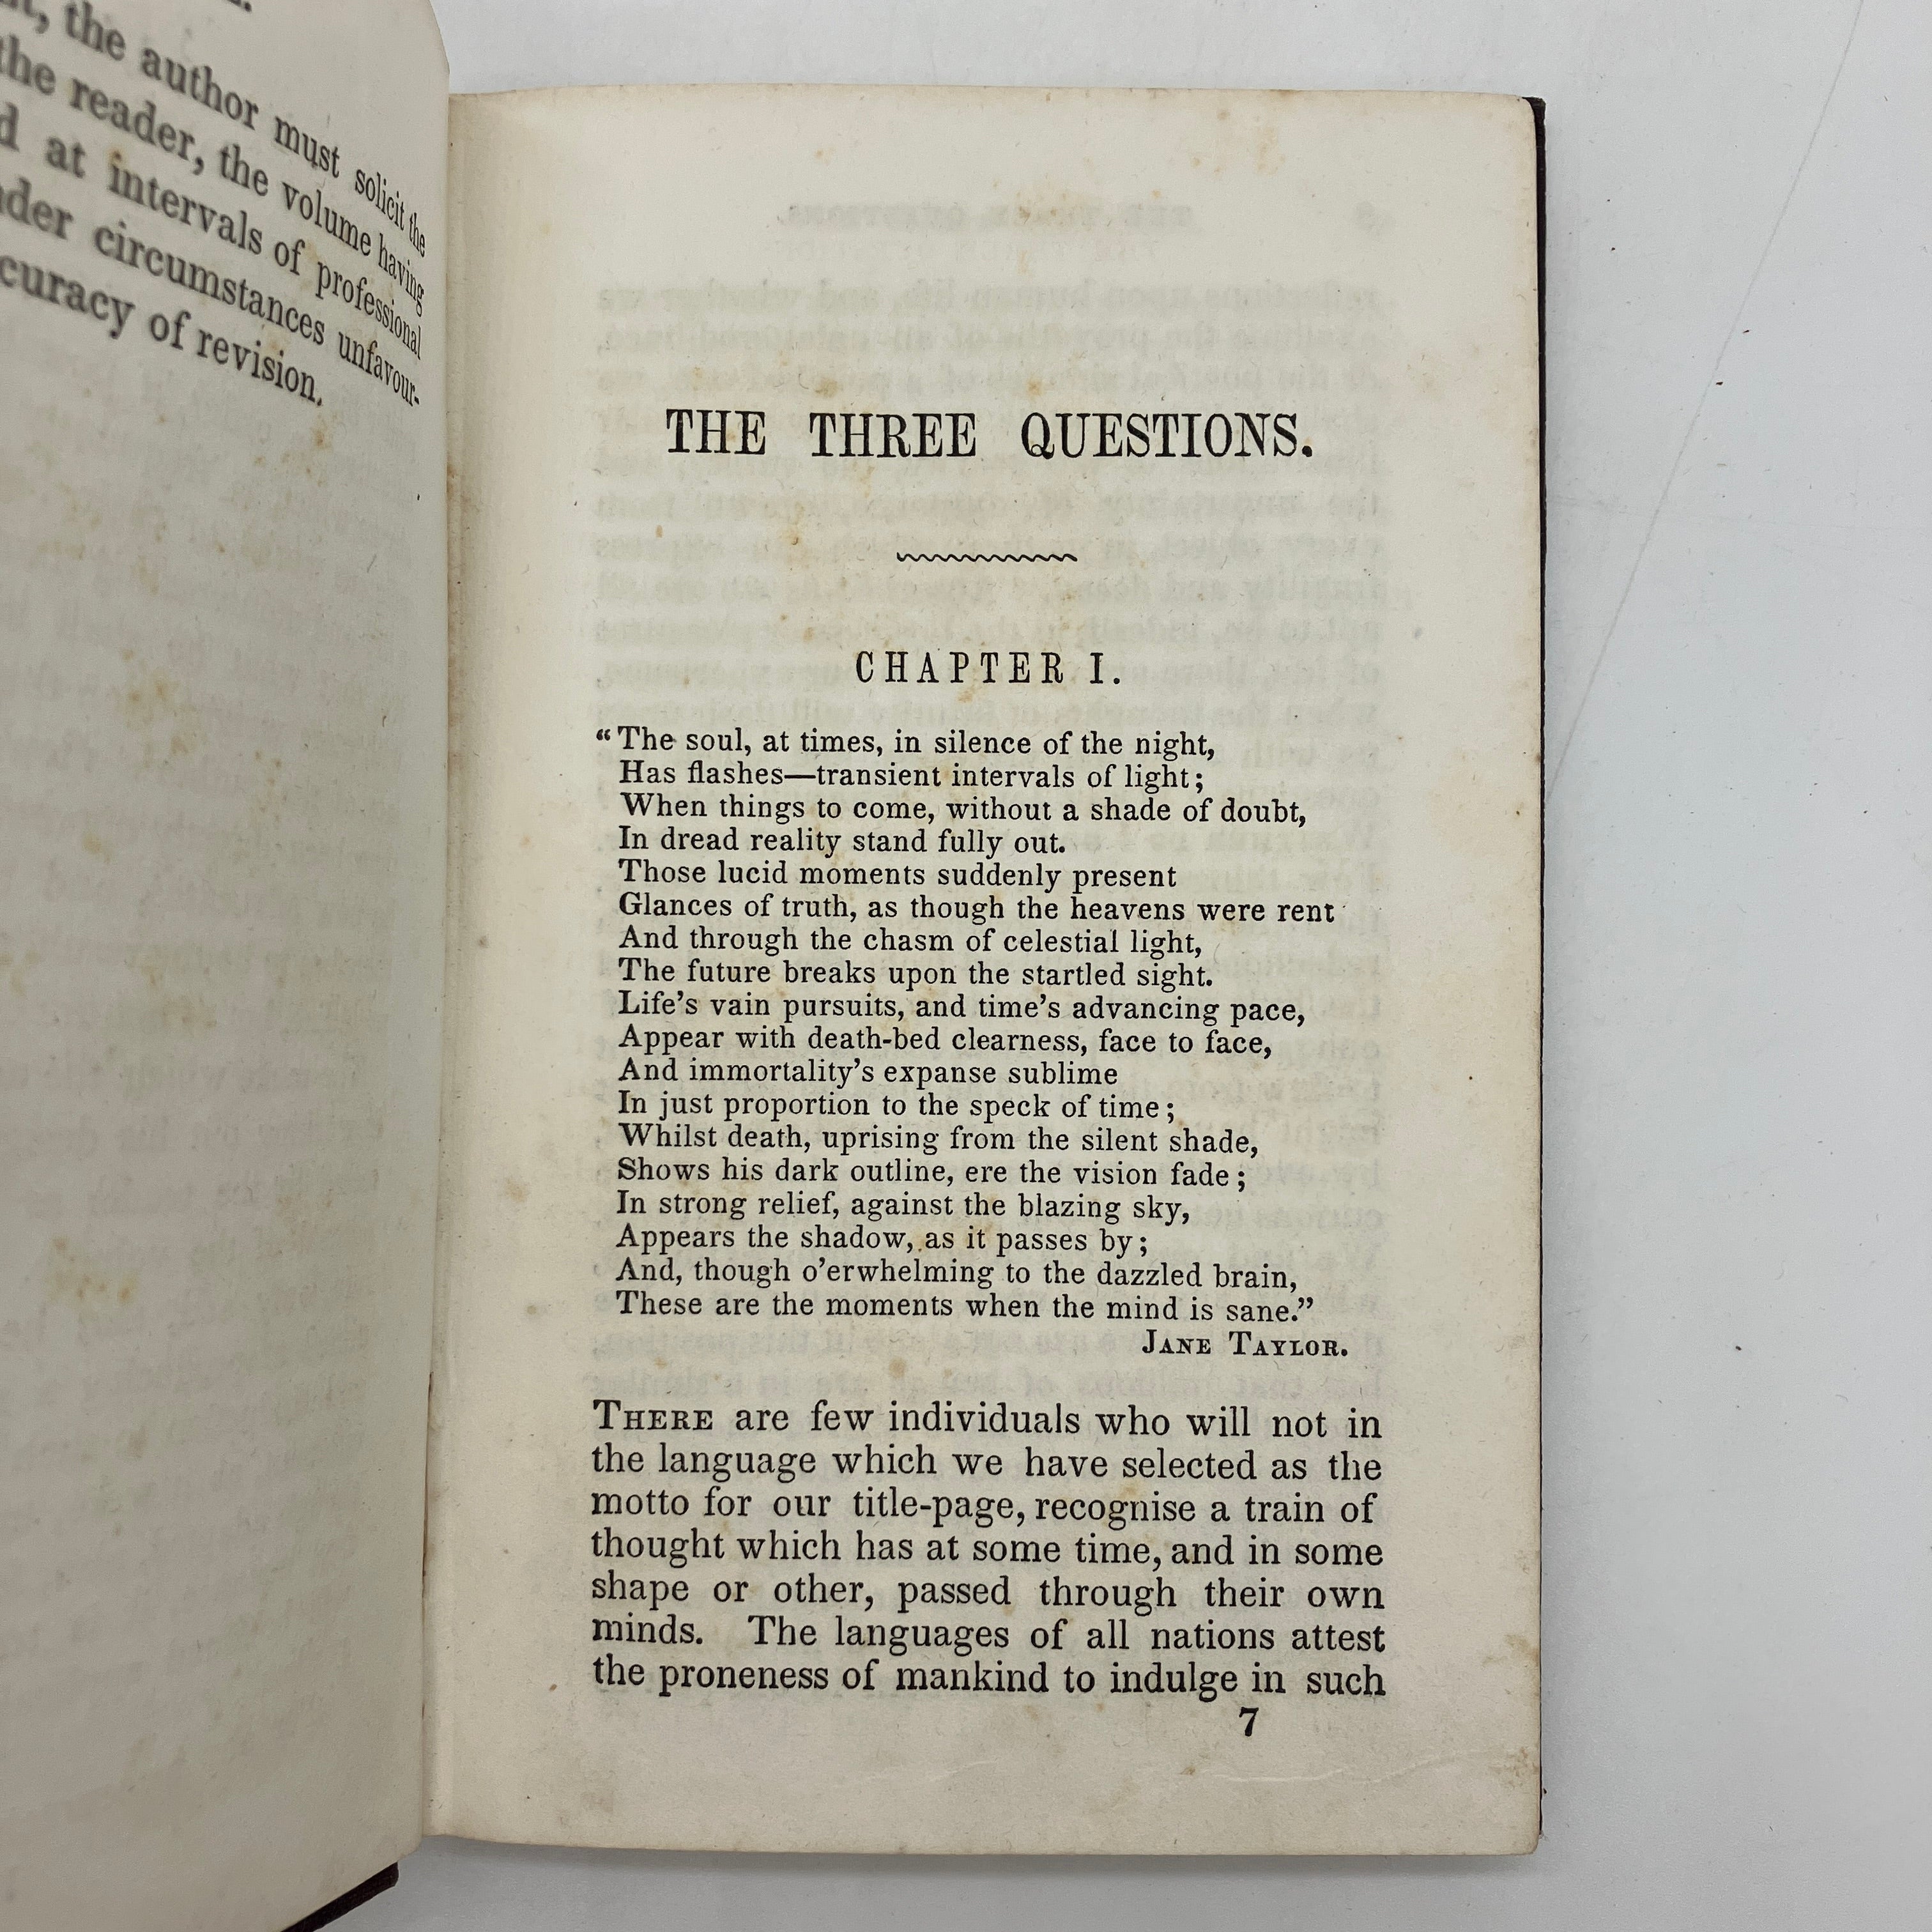 , the author must solicit the
the reader, the volume having
at intervals of professional
circumstances unfavour-
of revision.
THE THREE QUESTIONS.
CHAPTER I.
“The soul, at times, in silence of the night,
Has flashes—transient intervals of light;
When things to come, without a shade of doubt,
In dread reality stand fully out.
Those lucid moments suddenly present
Glances of truth, as though the heavens were rent
And through the chasm of celestial light,
The future breaks upon the startled sight.
Life’s vain pursuits, and time’s advancing pace,
Appear with death-bed clearness, face to face,
And immortality’s expanse sublime
In just proportion to the speck of time;
Whilst death, uprising from the silent shade,
Shows his dark outline, ere the vision fade;
In strong relief, against the blazing sky,
Appears the shadow, as it passes by;
And, though o’erwhelming to the dazzled brain,
These are the moments when the mind is sane.”
JANE TAYLOR.
THERE are few individuals who will not in
the language which we have selected as the
motto for our title-page, recognise a train of
thought which has at some time, and in some
shape or other, passed through their own
minds. The languages of all nations attest
the proneness of mankind to indulge in such
7